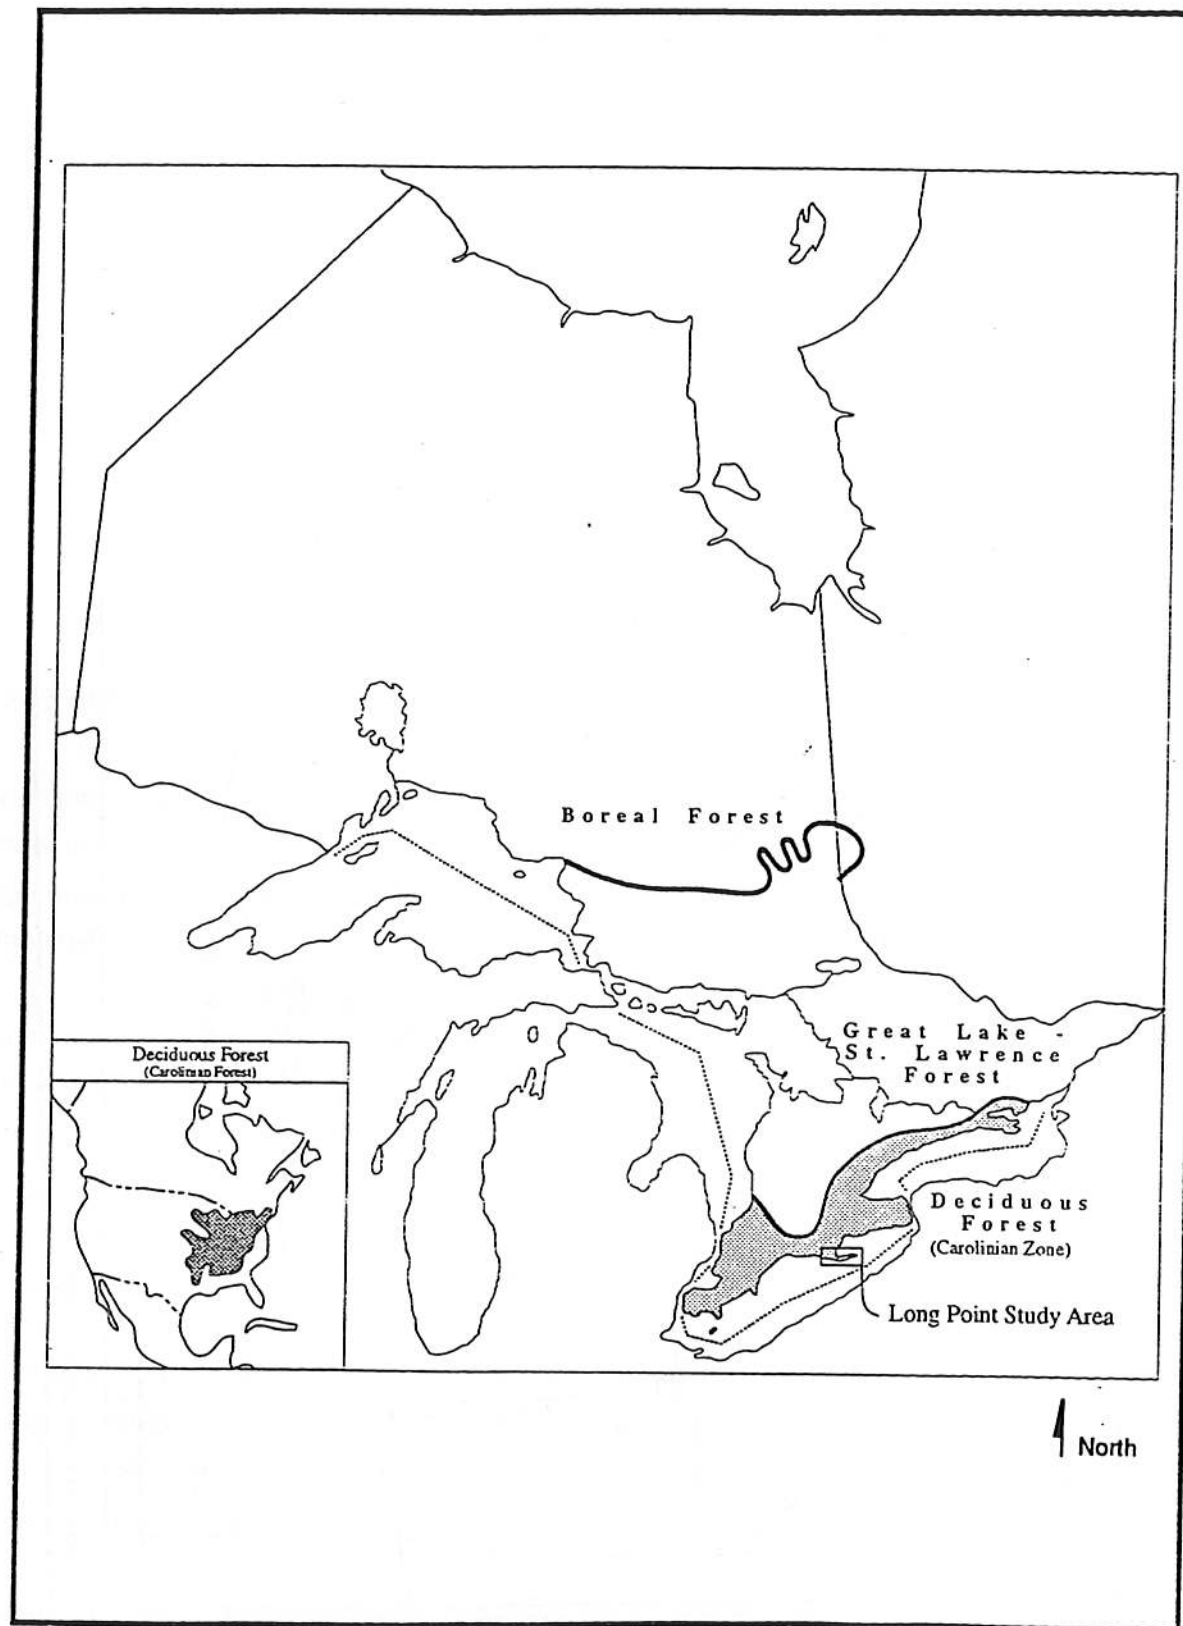 Boreal Forest
Great Lake -
St. Lawrence
Forest
Deciduous Forest
(Carolinian Forest)
Deciduous
Forest
(Carolinian Zone)
Long Point Study Area
North